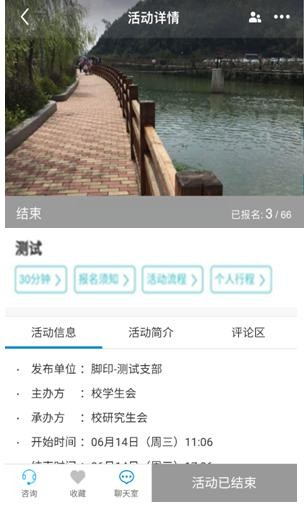 活动详情
结束
已报名: 3 / 66
测试
30分钟
报名须知
活动流程
个人行程
活动信息 活动简介 评论区
· 发布单位： 脚印-测试支部
· 主办方 ： 校学生会
· 承办方 ： 校研究生会
· 开始时间 ： 06月14日（周三）11:06
咨询 收藏 聊天室 活动已结束